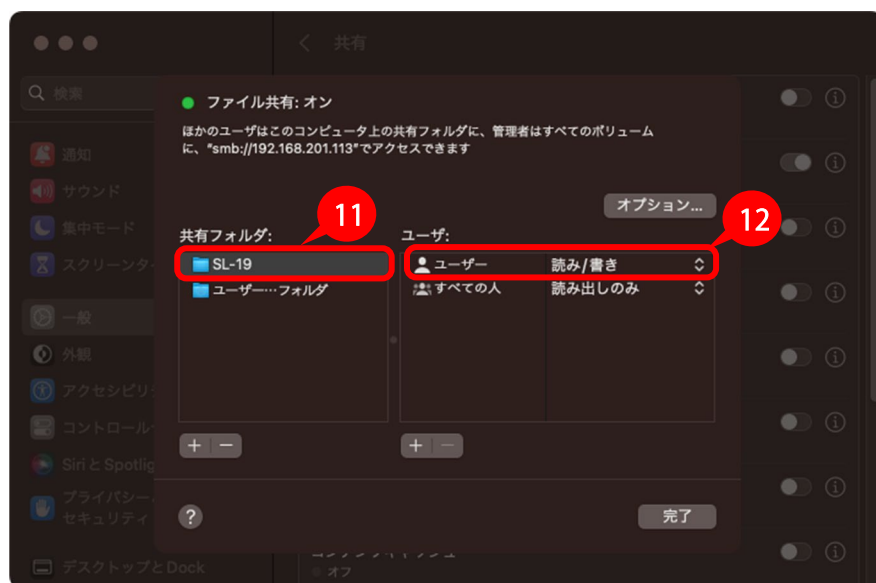 共有
検索
ファイル共有: オン
ほかのユーザはこのコンピュータ上の共有フォルダに、管理者はすべてのボリューム
に、"smb://192.168.201.113"でアクセスできます
通知
サウンド
集中モード
スクリーンタ
一般
外観
アクセシビリ
コントロール
Siri と Spotlig
プライバシー
セキュリティ
デスクトップと Dock
オプション...
11
12
共有フォルダ:
ユーザ:
SL-19
ユーザー 読み/書き
ユーザー…フォルダ
すべての人 読み出しのみ
+ −
+ −
?
完了
オフ